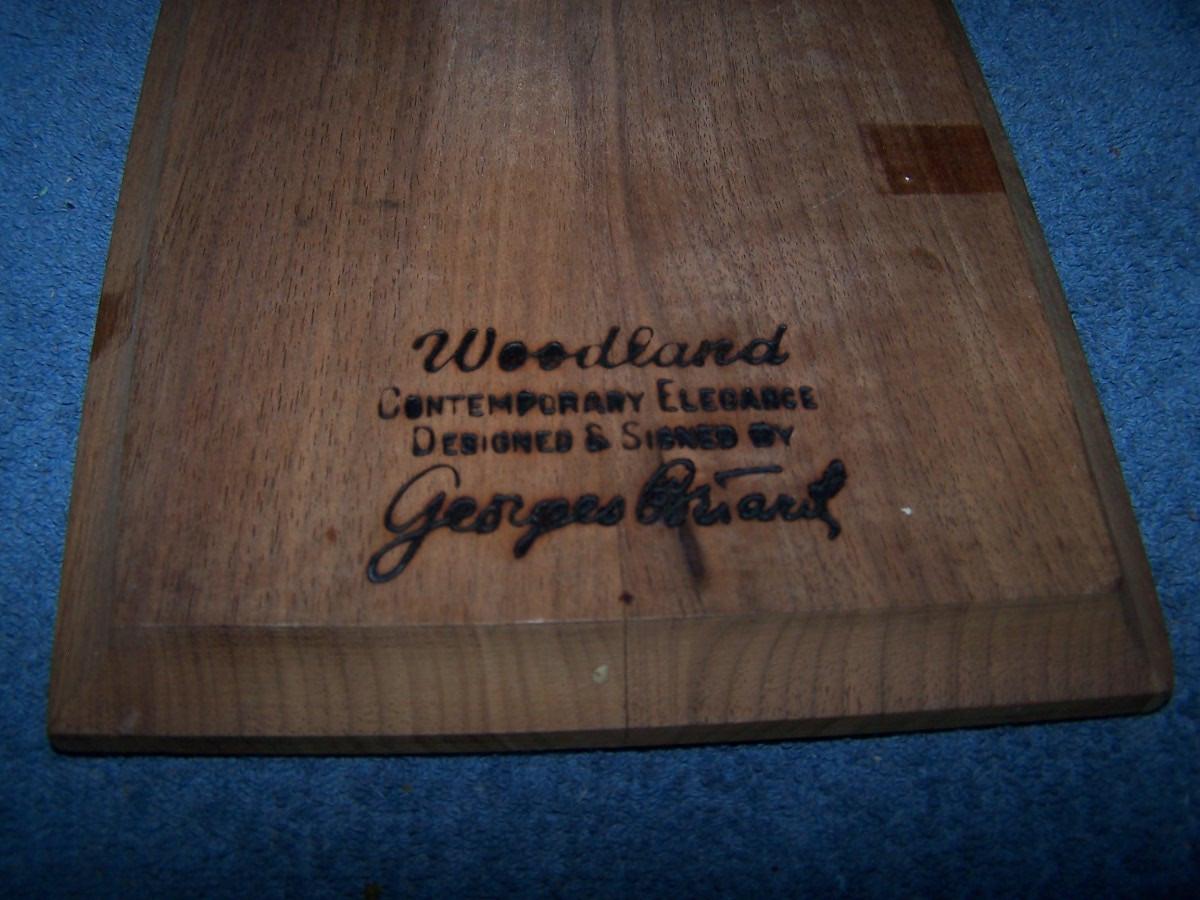 Woodland
CONTEMPORARY ELEGANCE
DESIGNED & SIGNED BY
Georges Briard